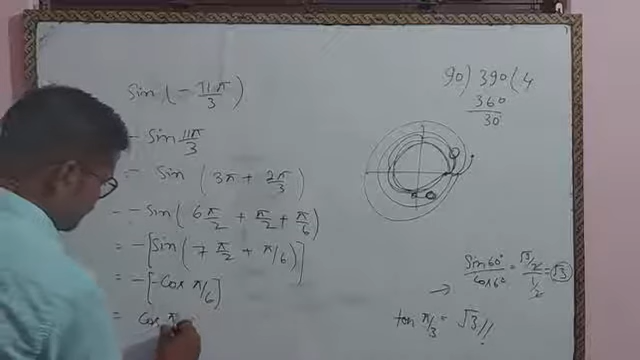 Sin (- 11π/3)
- Sin 11π/3
- Sin (3π + 2π/3)
- Sin (6 π/2 + π/2 + π/6)
= -[Sin (7 π/2 + π/6)]
= -[-Cos π/6]
= Cos π
90) 390 ( 4
360
30°
Sin 60°/Cos 60° = √3/2 / 1/2 = √3
→ tan π/3 = √3 //